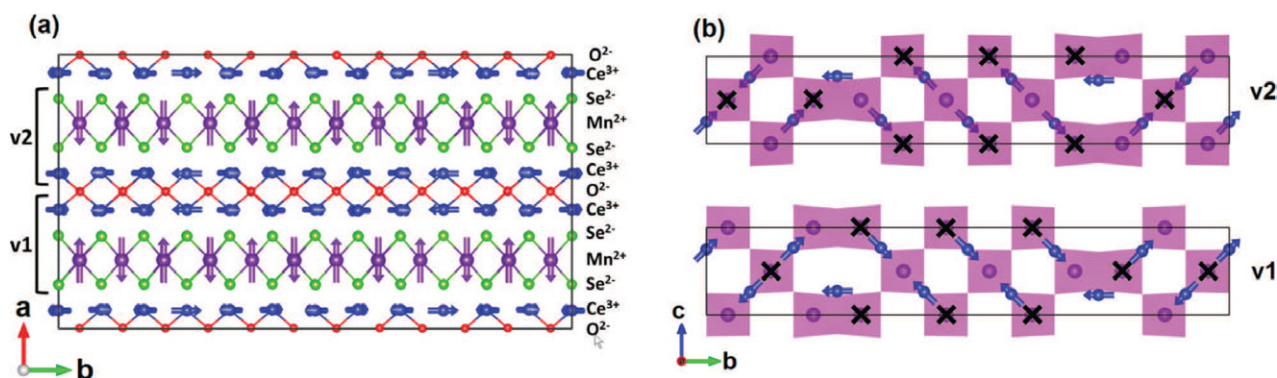 (a)
O2-
Ce3+
Se2-
v2
Mn2+
Se2-
Ce3+
O2-
Ce3+
Se2-
v1
Mn2+
Se2-
a
Ce3+
O2-
b
(b)
v2
v1
c
b